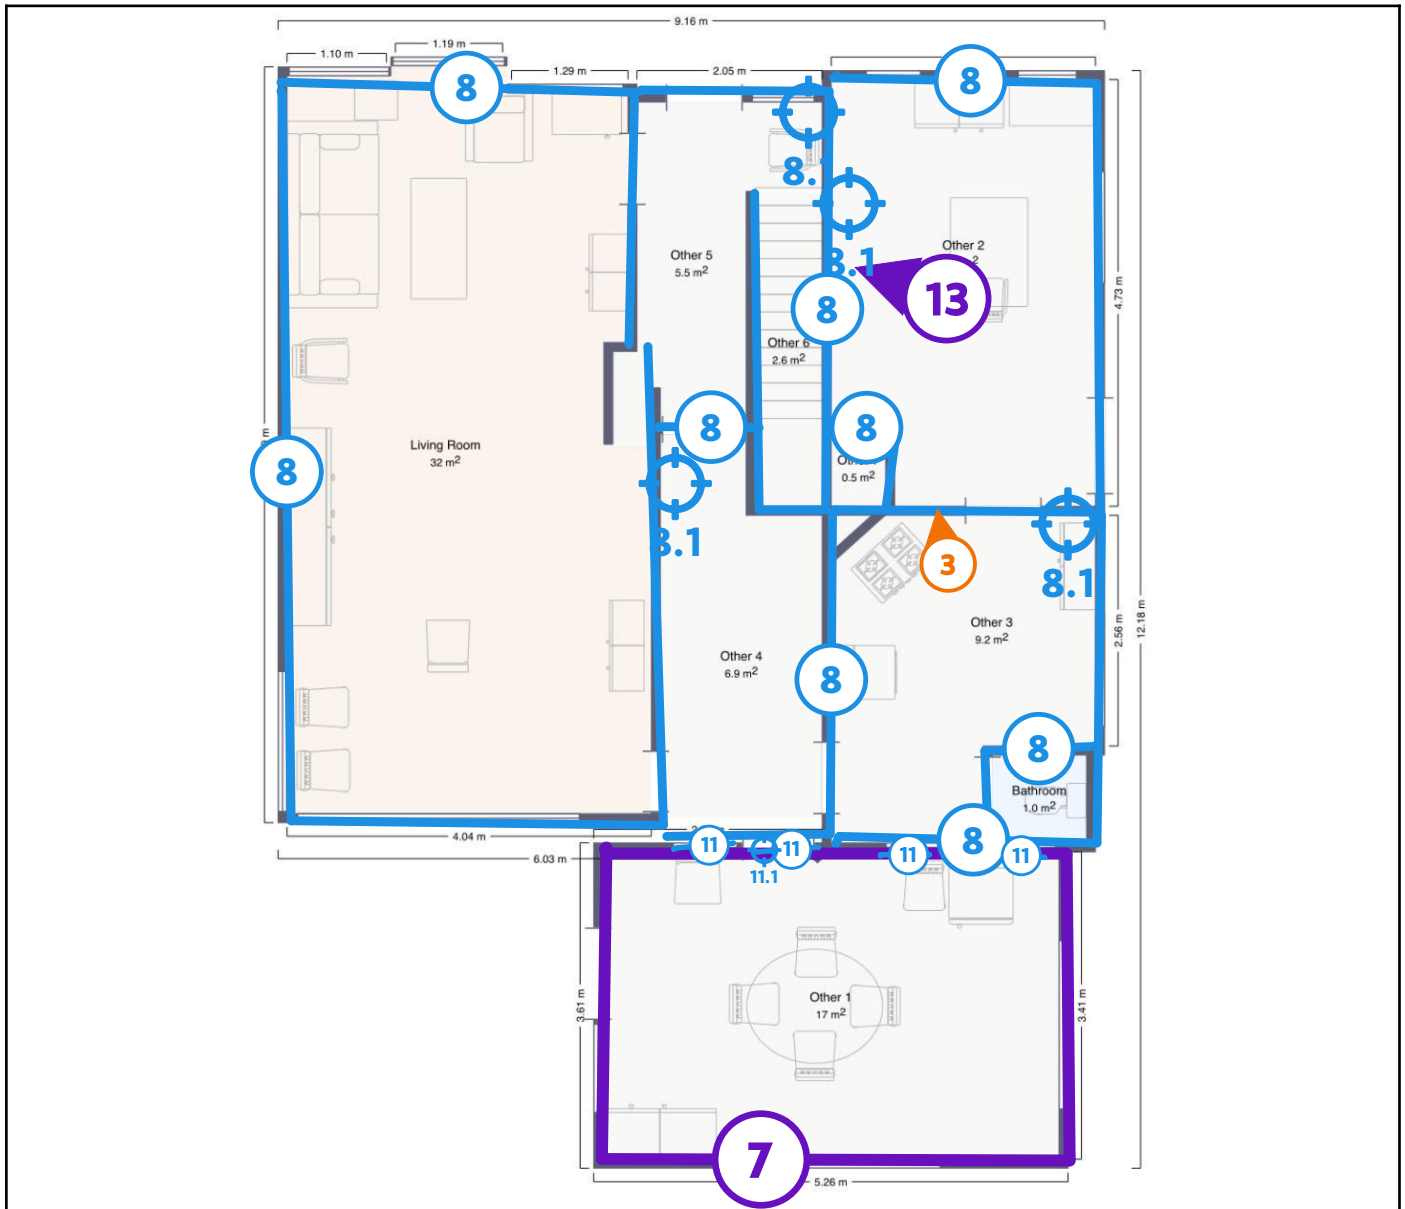 9.16 m
1.10 m
1.19 m
1.29 m
2.05 m
8
8
8.
8.1
Other 2
Other 5
5.5 m²
13
4.73 m
8
Other 6
2.6 m²
8
8
Living Room
32 m²
8
0.5 m²
8.1
3
8.1
Other 3
9.2 m²
2.56 m
12.18 m
Other 4
6.9 m²
8
8
Bathroom
1.0 m²
4.04 m
8
11
11
11
11
6.03 m
11.1
3.61 m
Other 1
17 m²
3.41 m
7
5.26 m